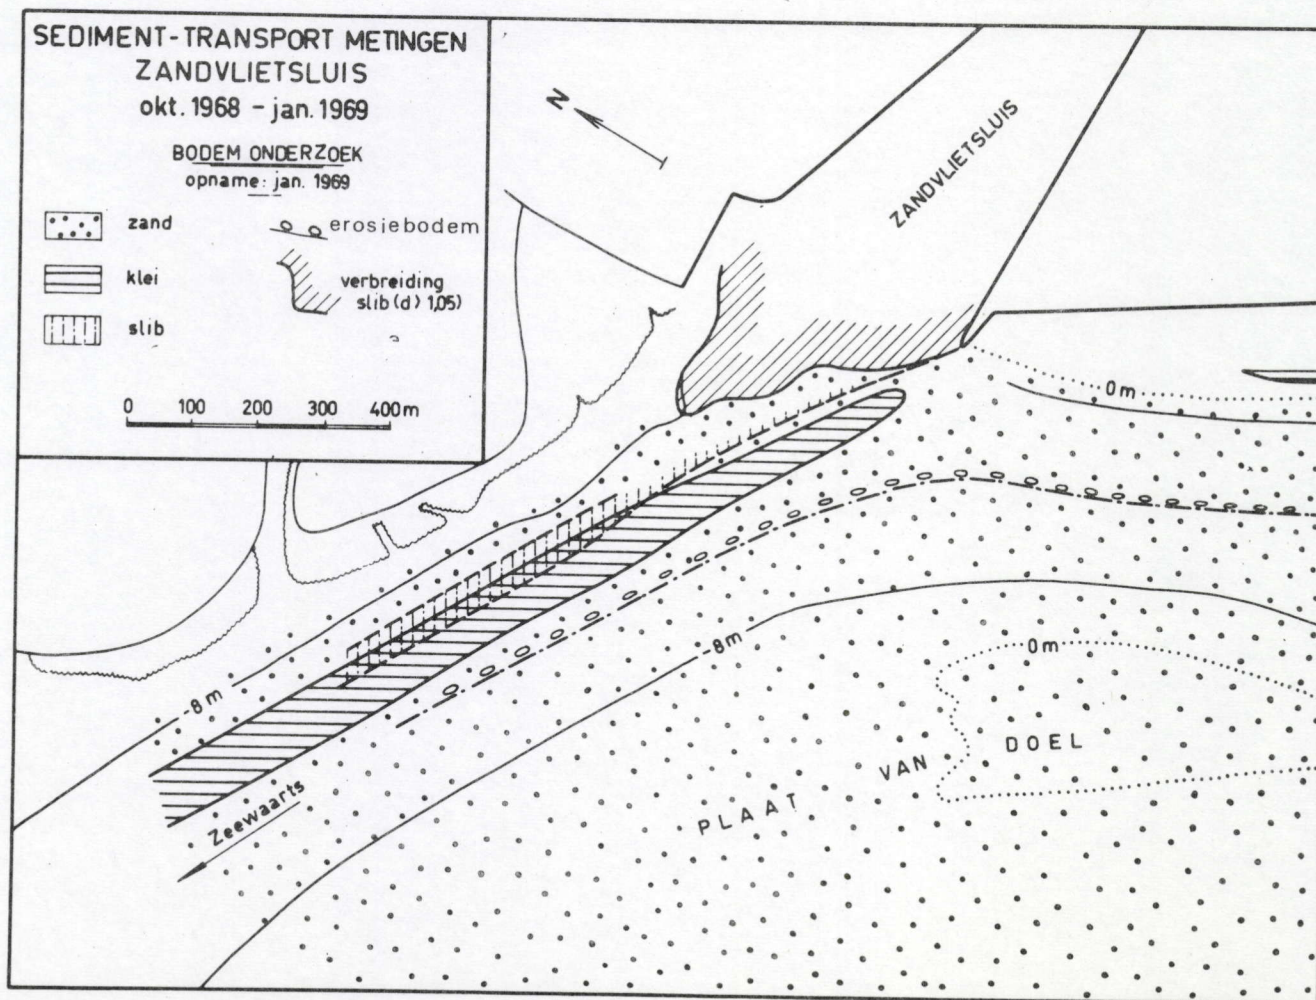 SEDIMENT-TRANSPORT METINGEN
ZANDVLIETSLUIS
okt. 1968 - jan. 1969
BODEM ONDERZOEK
opname: jan. 1969
zand
erosiebodem
klei
verbreiding
slib (d> 1,05)
slib
0 100 200 300 400m
N
ZANDVLIETSLUIS
0m
-8m
0m
-8m
Zeewaarts
PLAAT VAN DOEL